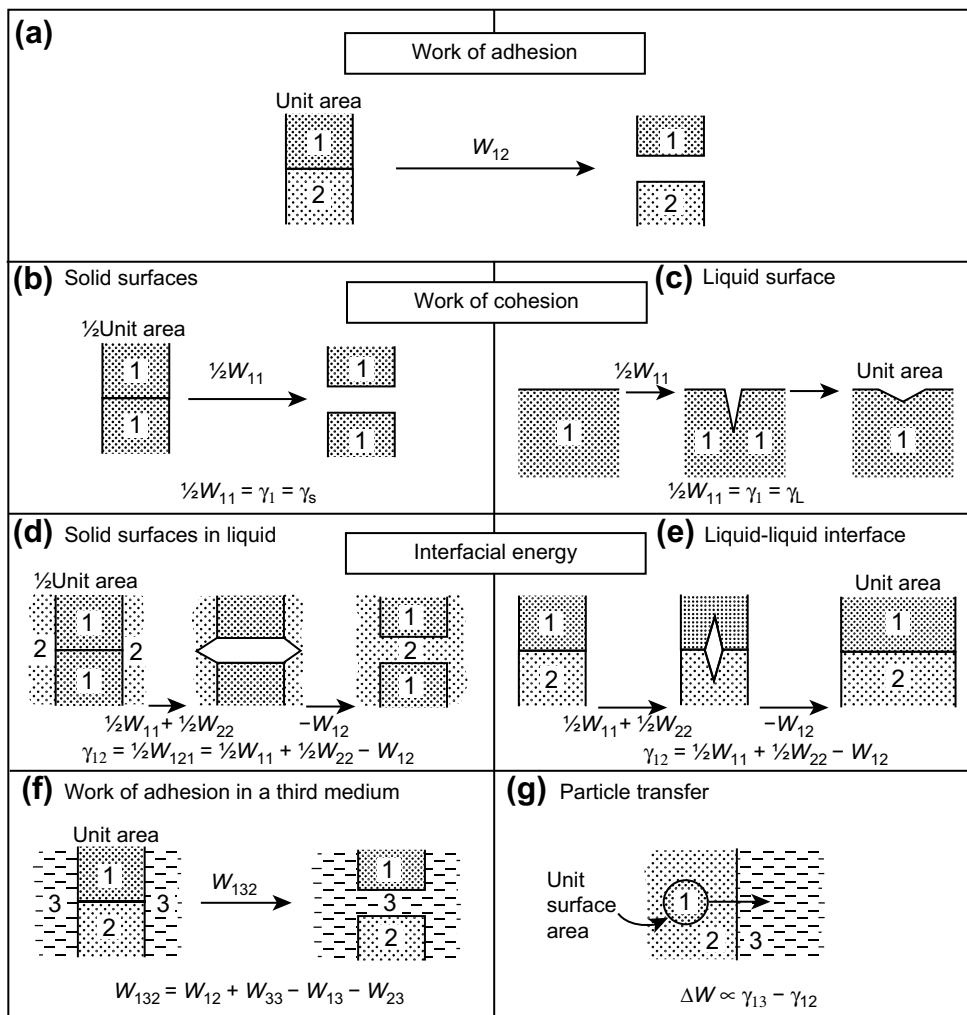 (a)
Work of adhesion
Unit area
1
2
W₁₂
1
2
(b) Solid surfaces
Work of cohesion
(c) Liquid surface
½Unit area
1
1
½W₁₁
1
1
½W₁₁ = γ₁ = γₛ
½W₁₁
Unit area
1
1 1
1
½W₁₁ = γ₁ = γL
(d) Solid surfaces in liquid
Interfacial energy
(e) Liquid-liquid interface
½Unit area
1
2 2
1
1
2
1
½W₁₁ + ½W₂₂
−W₁₂
γ₁₂ = ½W₁₂₁ = ½W₁₁ + ½W₂₂ − W₁₂
Unit area
1
2
1
2
½W₁₁ + ½W₂₂
−W₁₂
γ₁₂ = ½W₁₁ + ½W₂₂ − W₁₂
(f) Work of adhesion in a third medium
Unit area
1
3 3
2
W₁₃₂
1
3
2
W₁₃₂ = W₁₂ + W₃₃ − W₁₃ − W₂₃
(g) Particle transfer
Unit
surface
area
1
2 3
ΔW ∝ γ₁₃ − γ₁₂